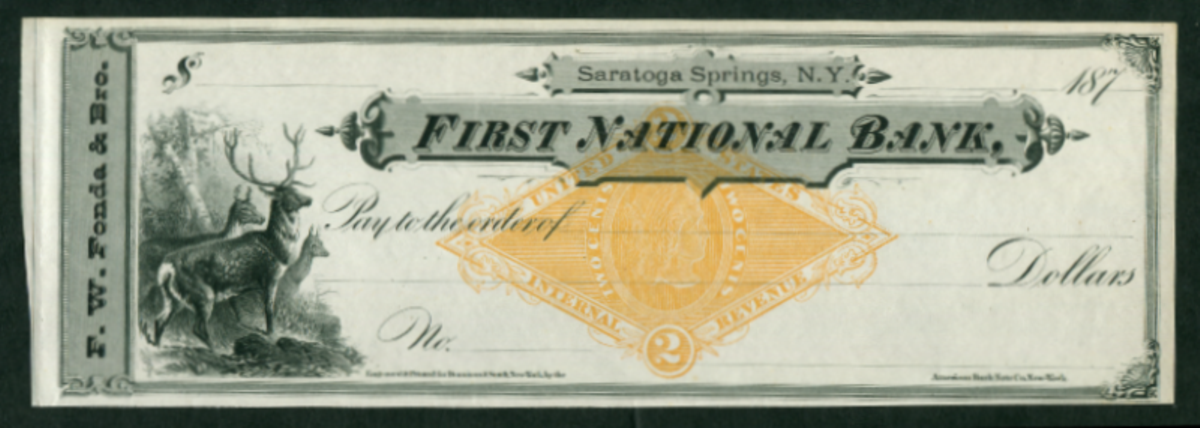 F. W. Fonda & Bro.
$
Saratoga Springs, N.Y.
187
FIRST NATIONAL BANK,
Pay to the order of
UNITED STATES
TWO CENTS
TWO CENTS
INTERNAL REVENUE
2
Dollars
No.
American Bank Note Co. New York.